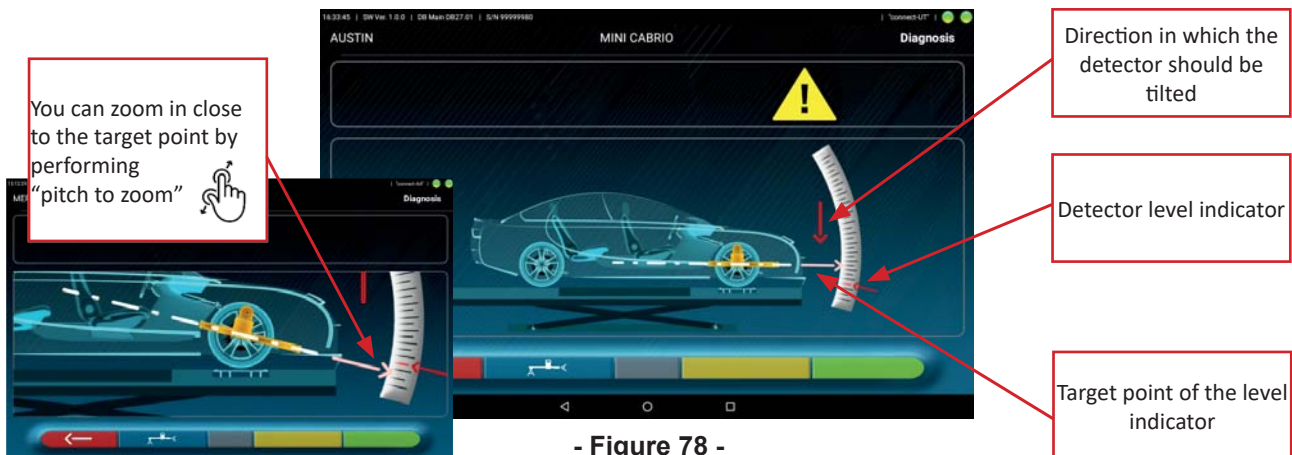 16:33:45 | SW Ver. 1.0.0 | DB Main DB27.01 | S/N 99999980
| "connect-UT" |
AUSTIN
MINI CABRIO
Diagnosis
You can zoom in close
to the target point by
performing
“pitch to zoom”
Diagnosis
Direction in which the
detector should be
tilted
Detector level indicator
Target point of the level
indicator
- Figure 78 -